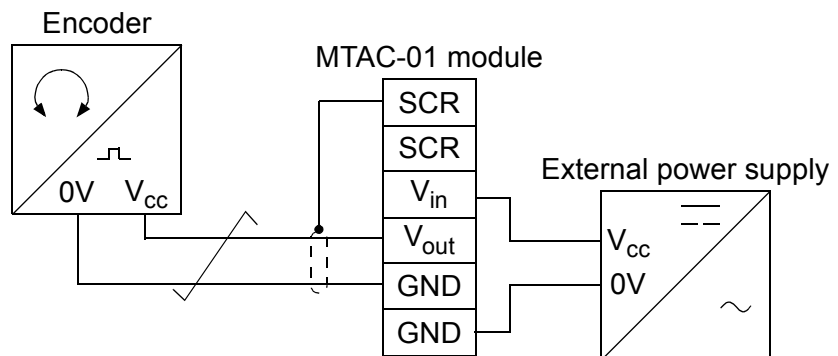 Encoder
MTAC-01 module
External power supply
0V Vcc
SCR
SCR
Vin
Vout
GND
GND
Vcc
0V